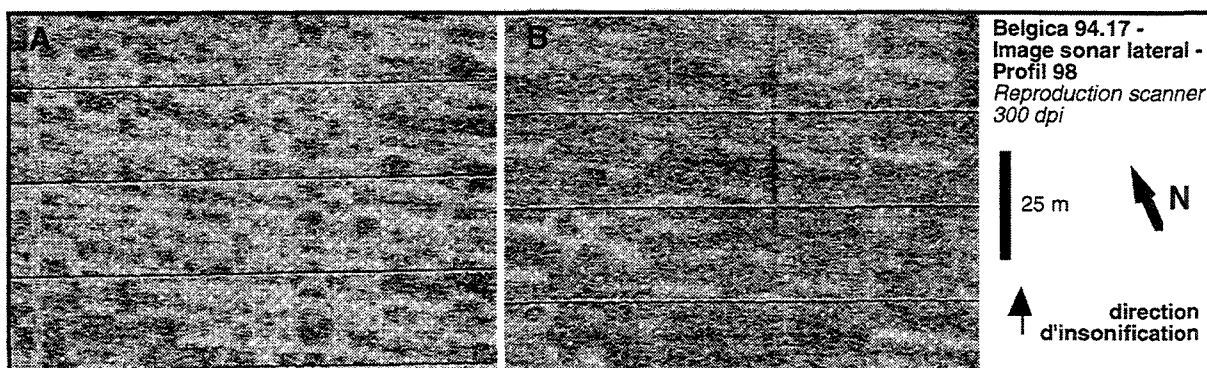 A
B
Belgica 94.17 -
Image sonar lateral -
Profil 98
Reproduction scanner
300 dpi
25 m
N
direction
d'insonification